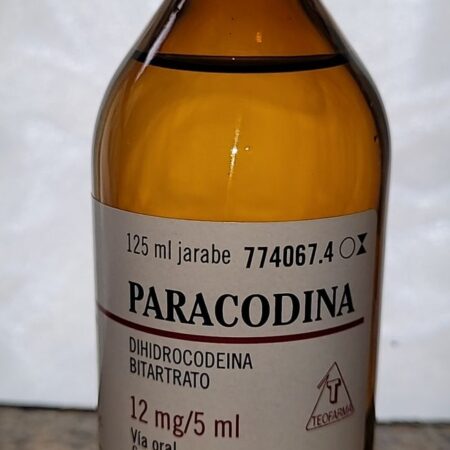 125 ml jarabe 774067.4
PARACODINA
DIHIDROCODEINA
BITARTRATO
12 mg/5 ml
Vía oral
TEOFARMA